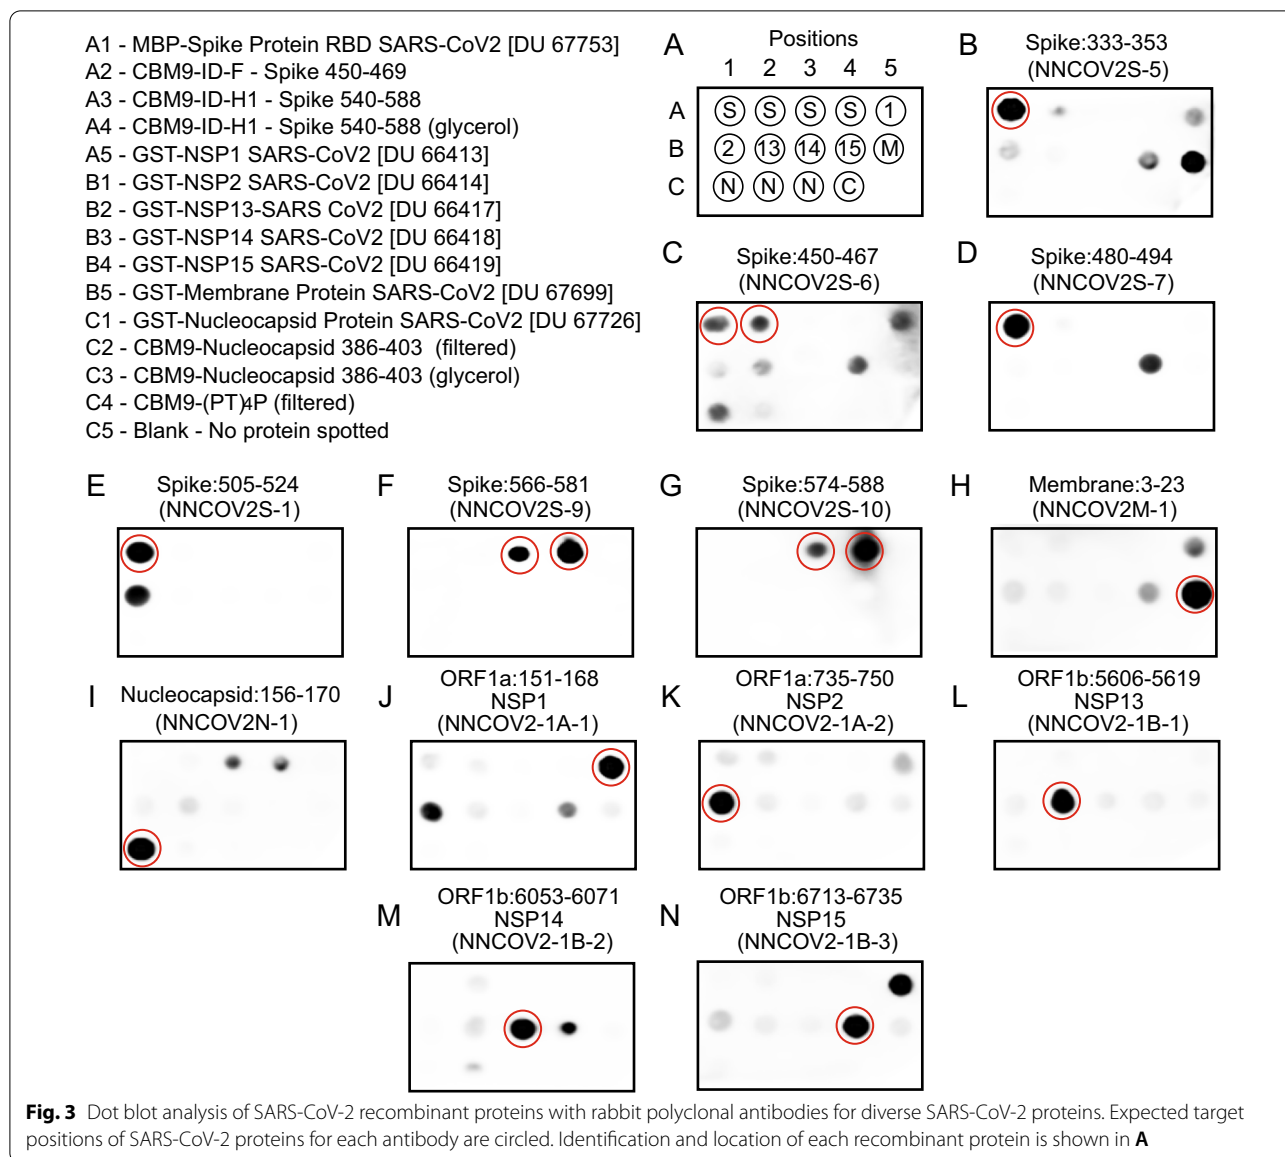 A1 - MBP-Spike Protein RBD SARS-CoV2 [DU 67753]
A2 - CBM9-ID-F - Spike 450-469
A3 - CBM9-ID-H1 - Spike 540-588
A4 - CBM9-ID-H1 - Spike 540-588 (glycerol)
A5 - GST-NSP1 SARS-CoV2 [DU 66413]
B1 - GST-NSP2 SARS-CoV2 [DU 66414]
B2 - GST-NSP13-SARS CoV2 [DU 66417]
B3 - GST-NSP14 SARS-CoV2 [DU 66418]
B4 - GST-NSP15 SARS-CoV2 [DU 66419]
B5 - GST-Membrane Protein SARS-CoV2 [DU 67699]
C1 - GST-Nucleocapsid Protein SARS-CoV2 [DU 67726]
C2 - CBM9-Nucleocapsid 386-403 (filtered)
C3 - CBM9-Nucleocapsid 386-403 (glycerol)
C4 - CBM9-(PT)4P (filtered)
C5 - Blank - No protein spotted
A
Positions
1 2 3 4 5
A S S S S 1
B 2 13 14 15 M
C N N N C
B
Spike:333-353
(NNCOV2S-5)
C
Spike:450-467
(NNCOV2S-6)
D
Spike:480-494
(NNCOV2S-7)
E
Spike:505-524
(NNCOV2S-1)
F
Spike:566-581
(NNCOV2S-9)
G
Spike:574-588
(NNCOV2S-10)
H
Membrane:3-23
(NNCOV2M-1)
I
Nucleocapsid:156-170
(NNCOV2N-1)
J
ORF1a:151-168
NSP1
(NNCOV2-1A-1)
K
ORF1a:735-750
NSP2
(NNCOV2-1A-2)
L
ORF1b:5606-5619
NSP13
(NNCOV2-1B-1)
M
ORF1b:6053-6071
NSP14
(NNCOV2-1B-2)
N
ORF1b:6713-6735
NSP15
(NNCOV2-1B-3)
Fig. 3 Dot blot analysis of SARS-CoV-2 recombinant proteins with rabbit polyclonal antibodies for diverse SARS-CoV-2 proteins. Expected target
positions of SARS-CoV-2 proteins for each antibody are circled. Identification and location of each recombinant protein is shown in A